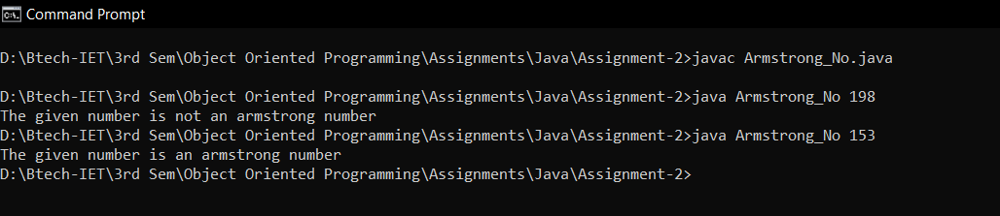 Command Prompt
D:\Btech-IET\3rd Sem\Object Oriented Programming\Assignments\Java\Assignment-2>javac Armstrong_No.java
D:\Btech-IET\3rd Sem\Object Oriented Programming\Assignments\Java\Assignment-2>java Armstrong_No 198
The given number is not an armstrong number
D:\Btech-IET\3rd Sem\Object Oriented Programming\Assignments\Java\Assignment-2>java Armstrong_No 153
The given number is an armstrong number
D:\Btech-IET\3rd Sem\Object Oriented Programming\Assignments\Java\Assignment-2>